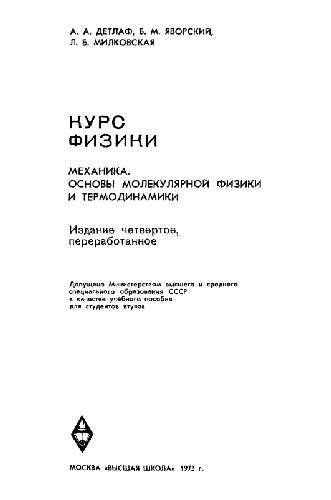 А. А. ДЕТЛАФ, Б. М. ЯВОРСКИЙ,
Л. Б. МИЛКОВСКАЯ
КУРС
ФИЗИКИ
МЕХАНИКА.
ОСНОВЫ МОЛЕКУЛЯРНОЙ ФИЗИКИ
И ТЕРМОДИНАМИКИ
Издание четвертое,
переработанное
Допущено Министерством высшего и среднего
специального образования СССР
в качестве учебного пособия
для студентов втузов
МОСКВА «ВЫСШАЯ ШКОЛА» 1973 г.